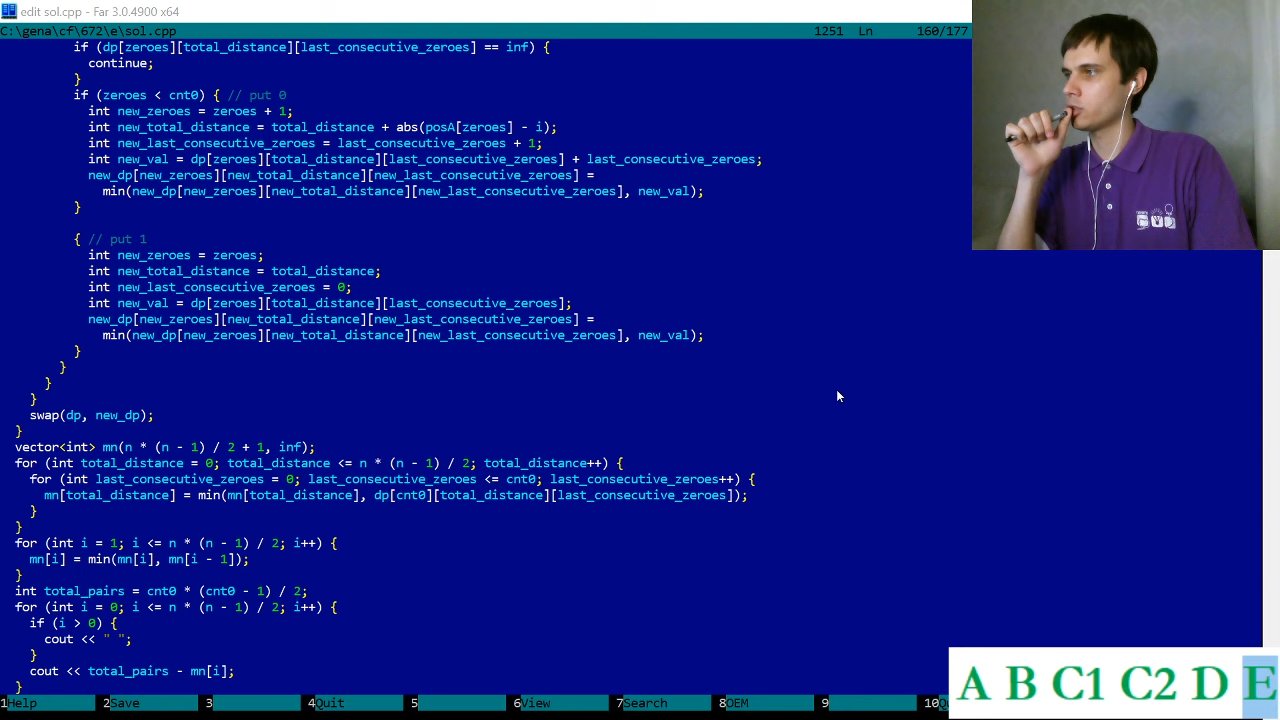 edit sol.cpp - Far 3.0.4900 x64
C:\gena\cf\672\e\sol.cpp 1251 Ln 160/177
if (dp[zeroes][total_distance][last_consecutive_zeroes] == inf) {
continue;
}
if (zeroes < cnt0) { // put 0
int new_zeroes = zeroes + 1;
int new_total_distance = total_distance + abs(posA[zeroes] - i);
int new_last_consecutive_zeroes = last_consecutive_zeroes + 1;
int new_val = dp[zeroes][total_distance][last_consecutive_zeroes] + last_consecutive_zeroes;
new_dp[new_zeroes][new_total_distance][new_last_consecutive_zeroes] =
min(new_dp[new_zeroes][new_total_distance][new_last_consecutive_zeroes], new_val);
}
{ // put 1
int new_zeroes = zeroes;
int new_total_distance = total_distance;
int new_last_consecutive_zeroes = 0;
int new_val = dp[zeroes][total_distance][last_consecutive_zeroes];
new_dp[new_zeroes][new_total_distance][new_last_consecutive_zeroes] =
min(new_dp[new_zeroes][new_total_distance][new_last_consecutive_zeroes], new_val);
}
}
}
}
swap(dp, new_dp);
}
vector<int> mn(n * (n - 1) / 2 + 1, inf);
for (int total_distance = 0; total_distance <= n * (n - 1) / 2; total_distance++) {
for (int last_consecutive_zeroes = 0; last_consecutive_zeroes <= cnt0; last_consecutive_zeroes++) {
mn[total_distance] = min(mn[total_distance], dp[cnt0][total_distance][last_consecutive_zeroes]);
}
}
for (int i = 1; i <= n * (n - 1) / 2; i++) {
mn[i] = min(mn[i], mn[i - 1]);
}
int total_pairs = cnt0 * (cnt0 - 1) / 2;
for (int i = 0; i <= n * (n - 1) / 2; i++) {
if (i > 0) {
cout << " ";
}
cout << total_pairs - mn[i];
}
1Help 2Save 3 4Quit 5 6View 7Search 8OEM 9 10
A B C1 C2 D E